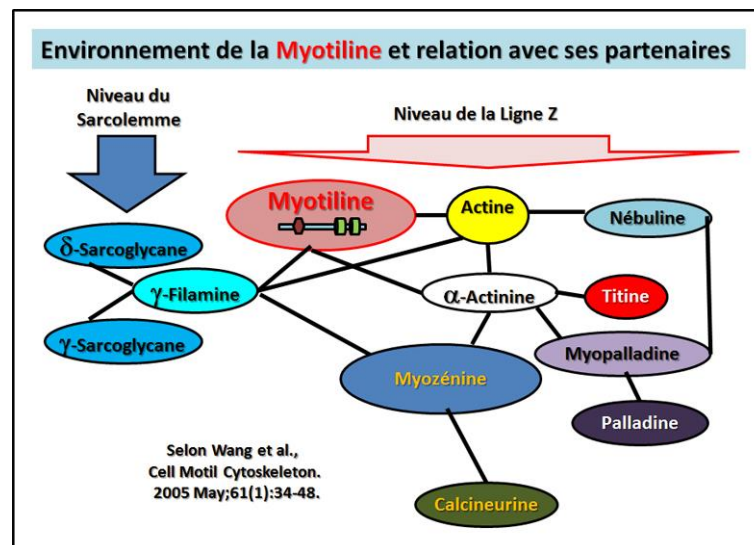 Environnement de la Myotiline et relation avec ses partenaires
Niveau du
Sarcolemme
Niveau de la Ligne Z
Myotiline
Actine
Nébuline
δ-Sarcoglycane
γ-Filamine
α-Actinine
Titine
γ-Sarcoglycane
Myozénine
Myopalladine
Palladine
Selon Wang et al.,
Cell Motil Cytoskeleton.
2005 May;61(1):34-48.
Calcineurine